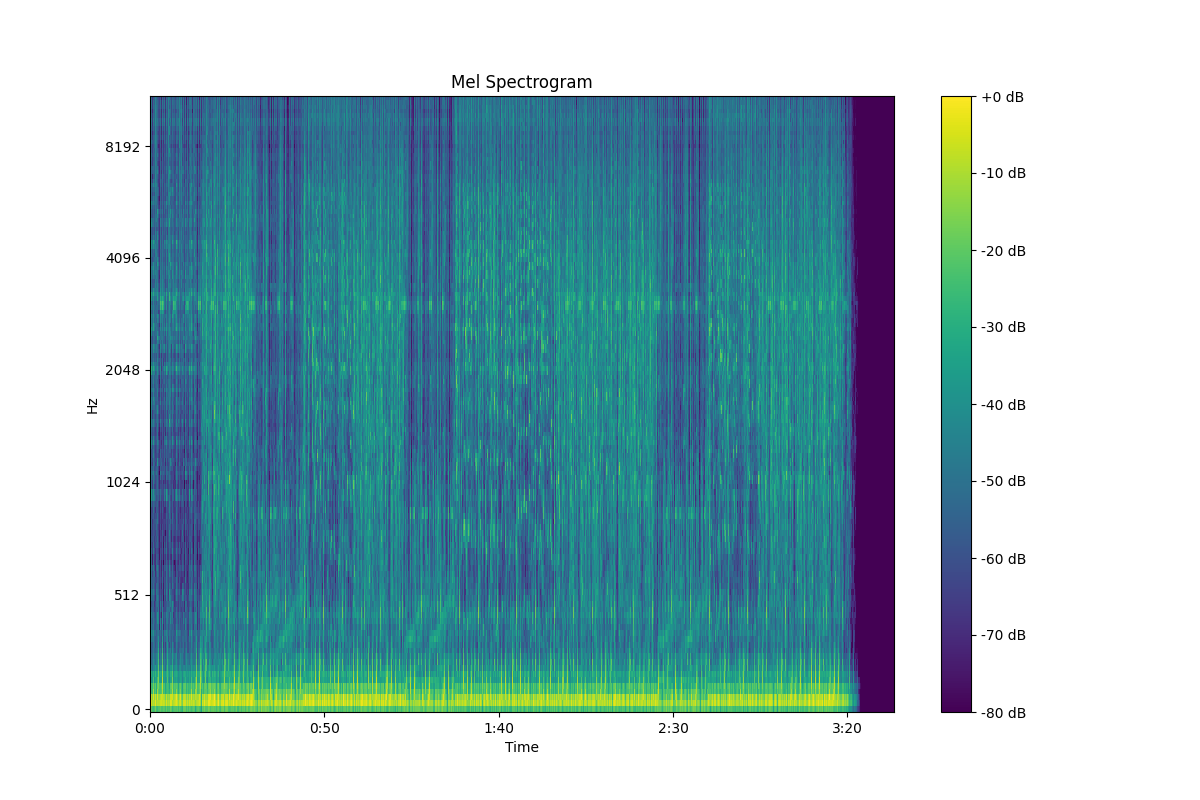 Mel Spectrogram
8192
4096
2048
1024
512
0
Hz
0:00 0:50 1:40 2:30 3:20
Time
+0 dB
-10 dB
-20 dB
-30 dB
-40 dB
-50 dB
-60 dB
-70 dB
-80 dB